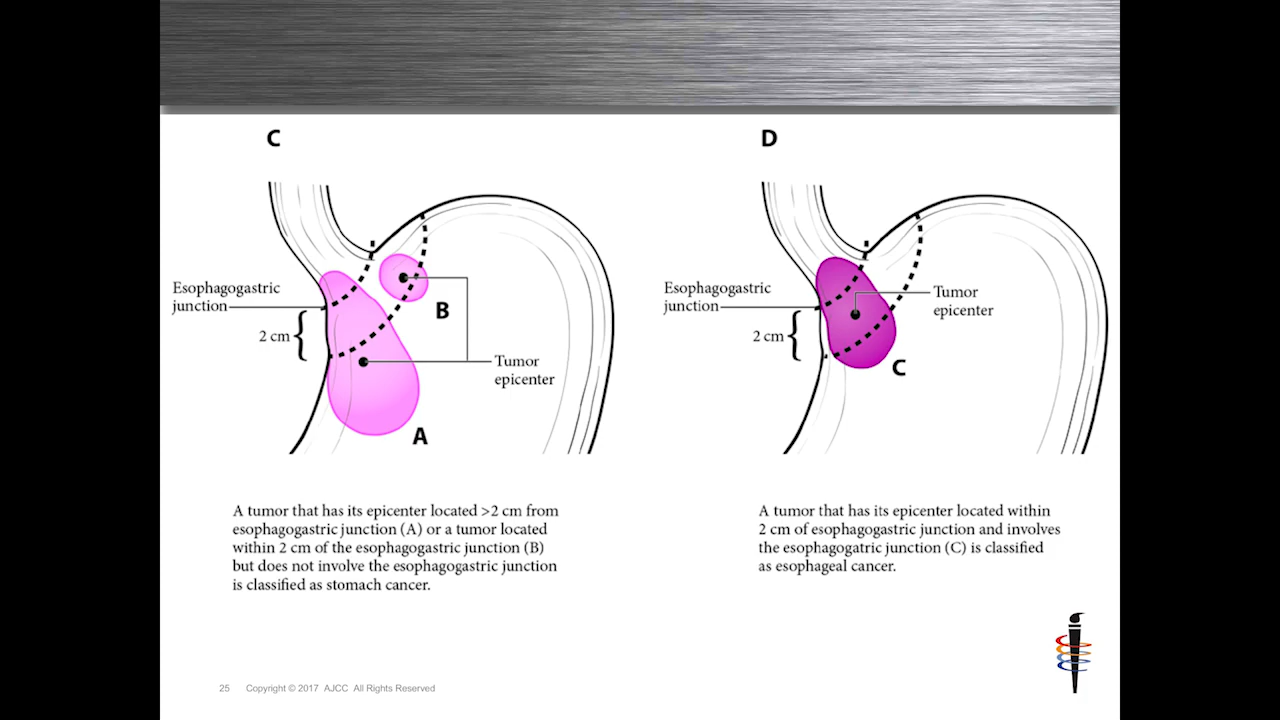 C
Esophagogastric
junction
2 cm {
B
Tumor
epicenter
A
A tumor that has its epicenter located >2 cm from
esophagogastric junction (A) or a tumor located
within 2 cm of the esophagogastric junction (B)
but does not involve the esophagogastric junction
is classified as stomach cancer.
D
Esophagogastric
junction
2 cm {
Tumor
epicenter
C
A tumor that has its epicenter located within
2 cm of esophagogastric junction and involves
the esophagogatric junction (C) is classified
as esophageal cancer.
25 Copyright © 2017 AJCC All Rights Reserved